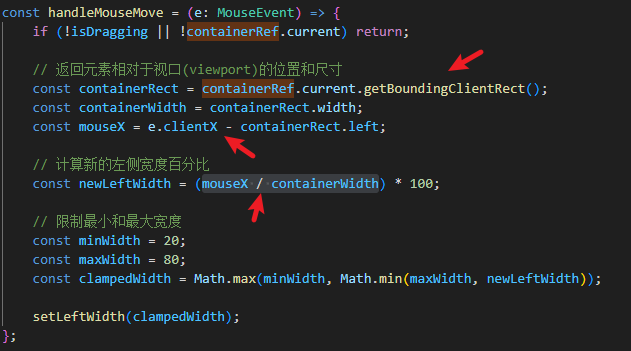 const handleMouseMove = (e: MouseEvent) => {
if (!isDragging || !containerRef.current) return;
// 返回元素相对于视口(viewport)的位置和尺寸
const containerRect = containerRef.current.getBoundingClientRect();
const containerWidth = containerRect.width;
const mouseX = e.clientX - containerRect.left;
// 计算新的左侧宽度百分比
const newLeftWidth = (mouseX / containerWidth) * 100;
// 限制最小和最大宽度
const minWidth = 20;
const maxWidth = 80;
const clampedWidth = Math.max(minWidth, Math.min(maxWidth, newLeftWidth));
setLeftWidth(clampedWidth);
};